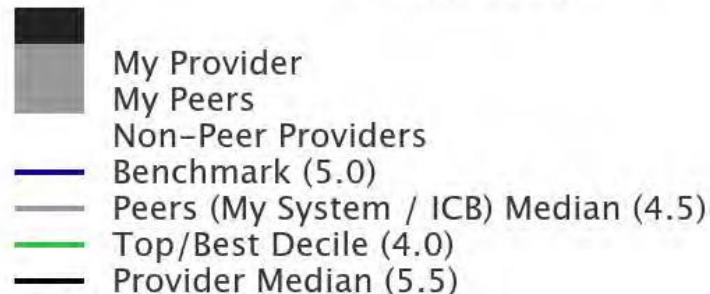 My Provider
My Peers
Non-Peer Providers
Benchmark (5.0)
Peers (My System / ICB) Median (4.5)
Top/Best Decile (4.0)
Provider Median (5.5)